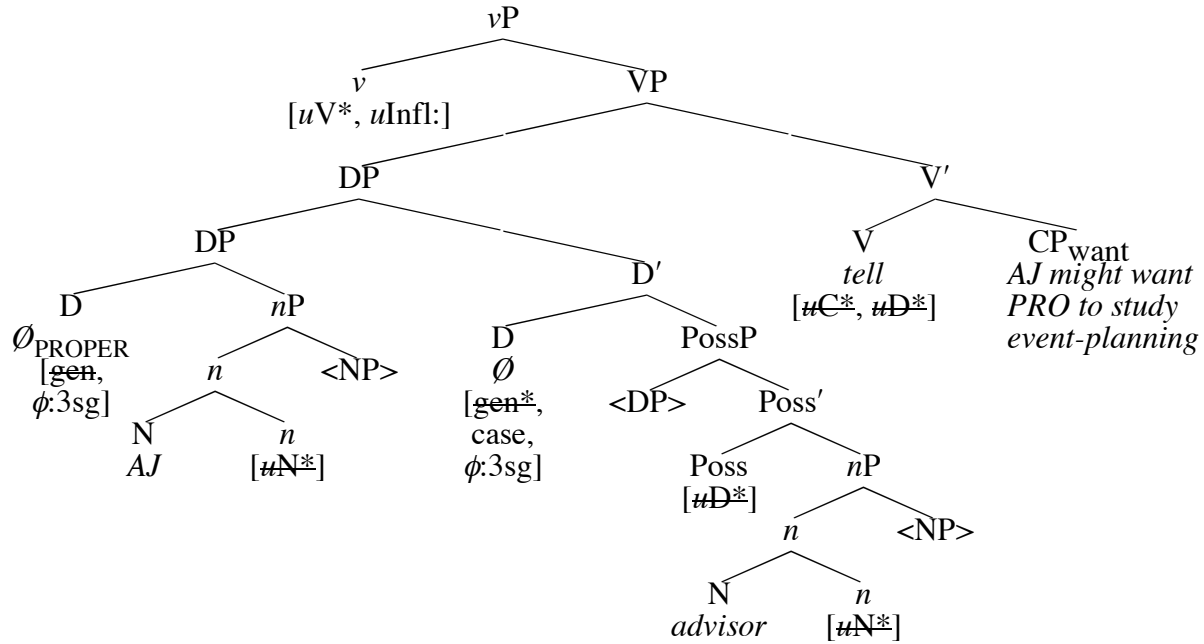 vP
v VP
[uV*, uInfl:]
DP V′
DP D′ V CPwant
tell AJ might want
D nP D PossP [uC*, uD*] PRO to study
ØPROPER Ø event-planning
[gen, n <NP> [gen*, <DP> Poss′
ϕ:3sg] case,
N n ϕ:3sg] Poss nP
AJ [uN*] [uD*]
n <NP>
N n
advisor [uN*]